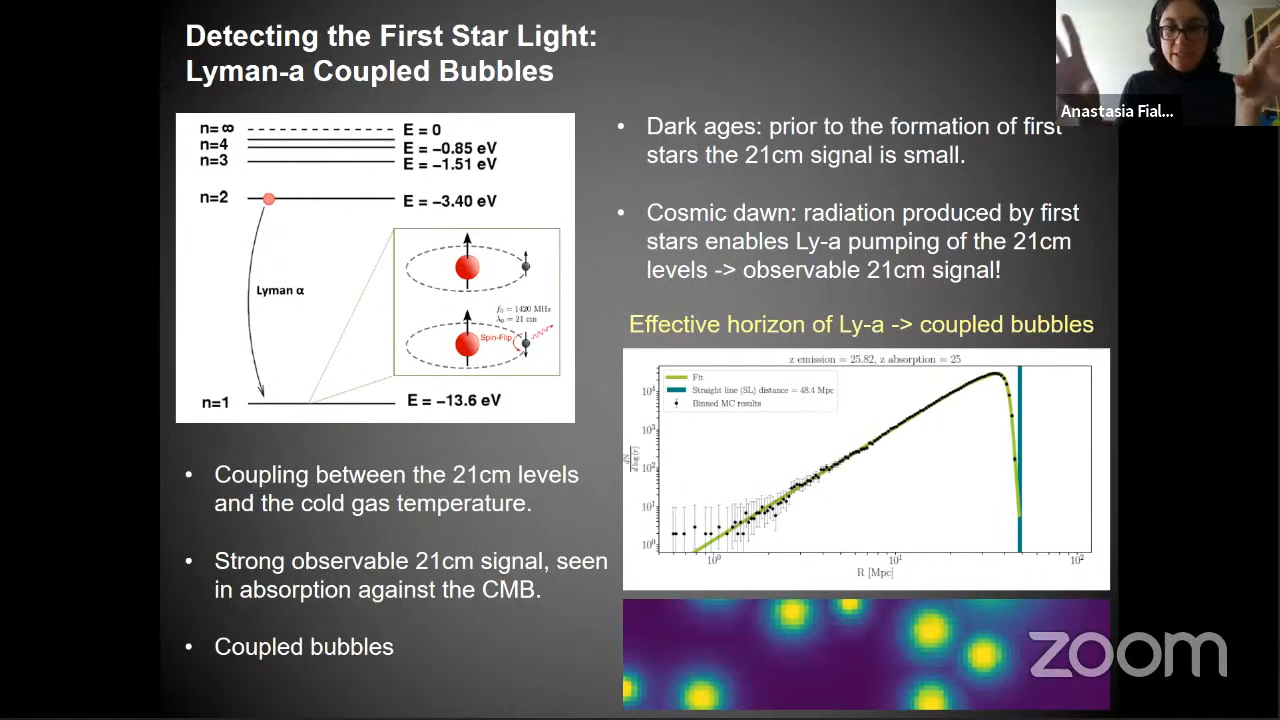 Detecting the First Star Light:
Lyman-a Coupled Bubbles
Anastasia Fial...
n=∞
E = 0
n=4
E = −0.85 eV
n=3
E = −1.51 eV
n=2
E = −3.40 eV
Lyman α
f₀ = 1420 MHz
λ₀ = 21 cm
Spin-Flip
n=1
E = −13.6 eV
• Coupling between the 21cm levels
and the cold gas temperature.
• Strong observable 21cm signal, seen
in absorption against the CMB.
• Coupled bubbles
• Dark ages: prior to the formation of first
stars the 21cm signal is small.
• Cosmic dawn: radiation produced by first
stars enables Ly-a pumping of the 21cm
levels -> observable 21cm signal!
Effective horizon of Ly-a -> coupled bubbles
z emission = 25.82, z absorption = 25
Fit
Straight line (SL) distance = 48.4 Mpc
Binned MC results
10⁴
10³
10²
10¹
10⁰
dN
d log(r)
10⁰
10¹
10²
R [Mpc]
zoom